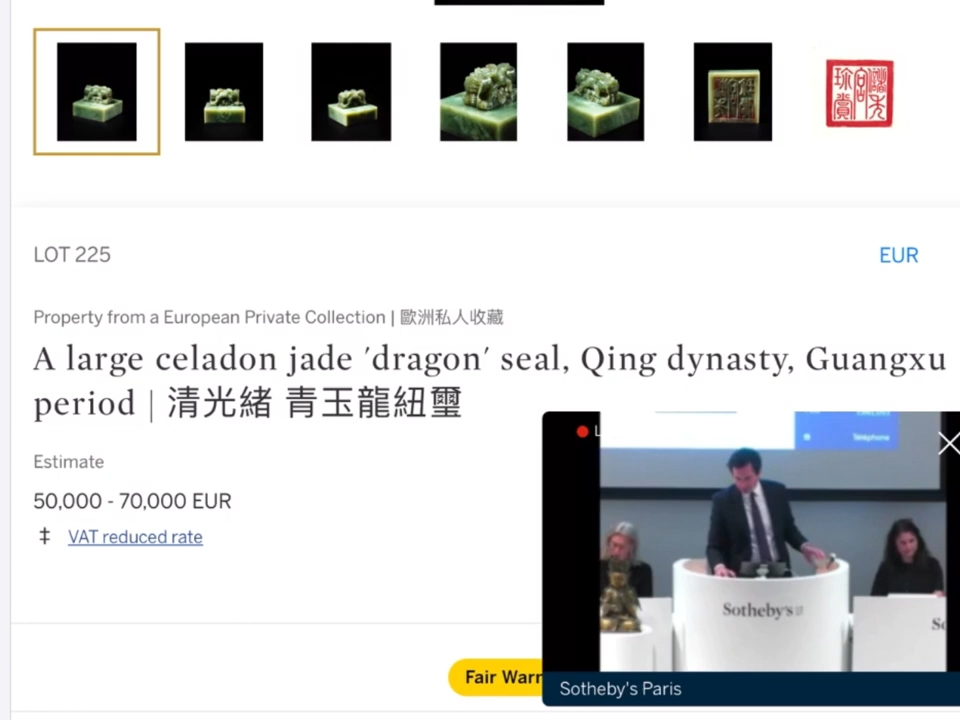 LOT 225
EUR
Property from a European Private Collection | 歐洲私人收藏
A large celadon jade 'dragon' seal, Qing dynasty, Guangxu
period | 清光緒 青玉龍紐璽
Estimate
50,000 - 70,000 EUR
‡ VAT reduced rate
Téléphone
Sotheby's
Fair Warn
Sotheby's Paris